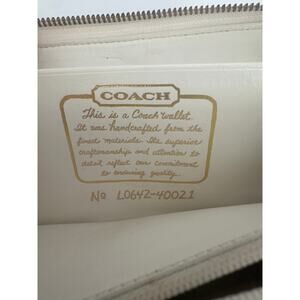 COACH
This is a Coach wallet.
It was handcrafted from the
finest materials. Its superior
craftsmanship and attention to
detail reflect our commitment
to enduring quality.
No L0642-40021